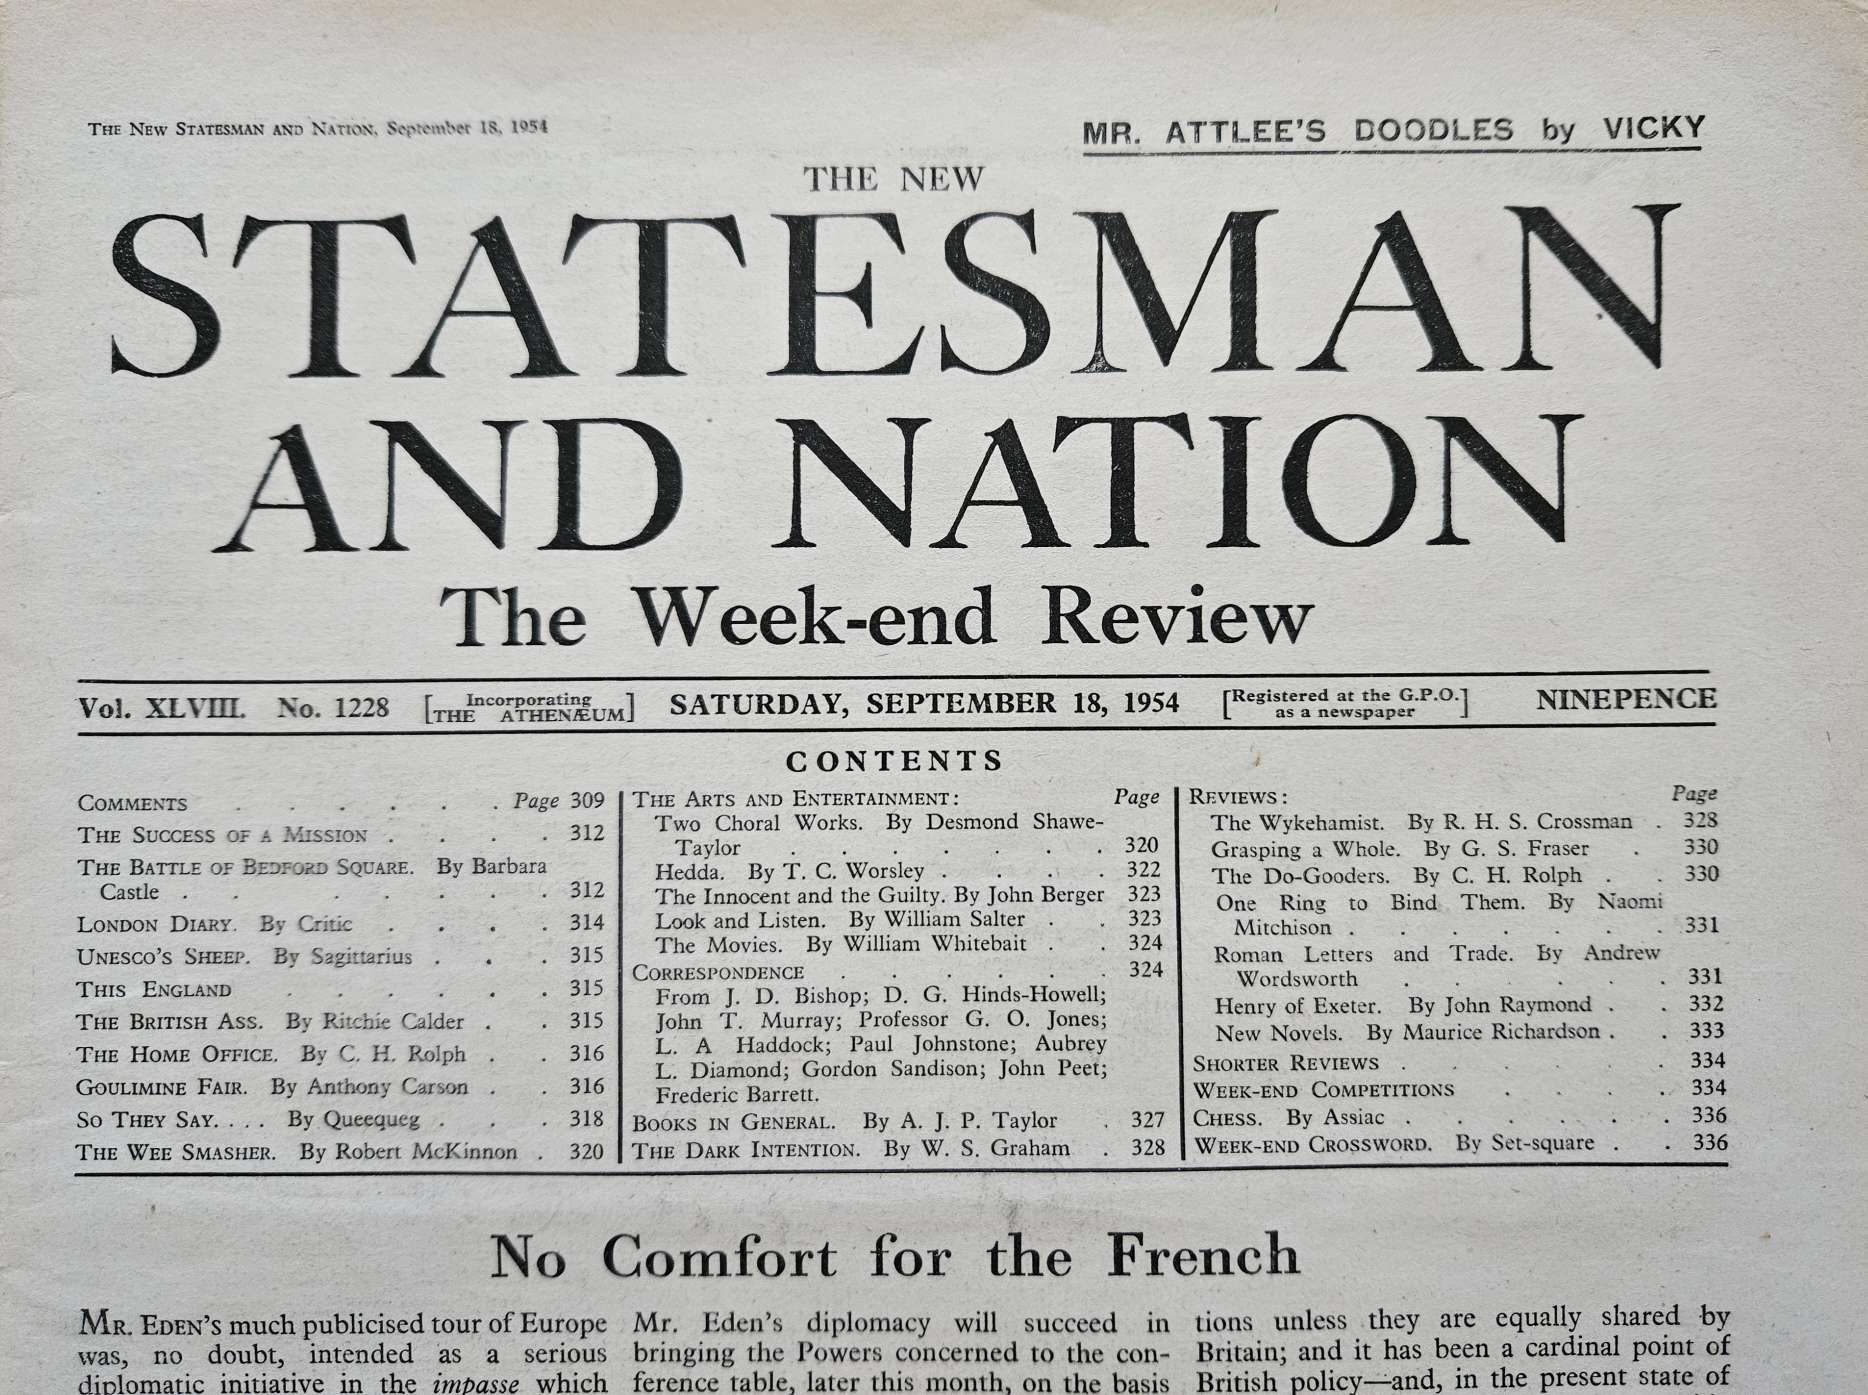 THE NEW STATESMAN AND NATION, September 18, 1954
MR. ATTLEE'S DOODLES by VICKY
THE NEW
STATESMAN
AND NATION
The Week-end Review
Vol. XLVIII. No. 1228 [Incorporating THE ATHENÆUM] SATURDAY, SEPTEMBER 18, 1954 [Registered at the G.P.O. as a newspaper] NINEPENCE
CONTENTS
COMMENTS . . . . . . Page 309
THE SUCCESS OF A MISSION . . . . 312
THE BATTLE OF BEDFORD SQUARE. By Barbara
Castle . . . . . . . 312
LONDON DIARY. By Critic . . . . 314
UNESCO'S SHEEP. By Sagittarius . . . 315
THIS ENGLAND . . . . . . 315
THE BRITISH ASS. By Ritchie Calder . . 315
THE HOME OFFICE. By C. H. Rolph . . 316
GOULIMINE FAIR. By Anthony Carson . . 316
SO THEY SAY. . . . By Queequeg . . . 318
THE WEE SMASHER. By Robert McKinnon . 320
THE ARTS AND ENTERTAINMENT: Page
Two Choral Works. By Desmond Shawe-
Taylor . . . . . . . 320
Hedda. By T. C. Worsley . . . . 322
The Innocent and the Guilty. By John Berger 323
Look and Listen. By William Salter . . 323
The Movies. By William Whitebait . . 324
CORRESPONDENCE . . . . . . 324
From J. D. Bishop; D. G. Hinds-Howell;
John T. Murray; Professor G. O. Jones;
L. A Haddock; Paul Johnstone; Aubrey
L. Diamond; Gordon Sandison; John Peet;
Frederic Barrett.
BOOKS IN GENERAL. By A. J. P. Taylor . 327
THE DARK INTENTION. By W. S. Graham . 328
REVIEWS: Page
The Wykehamist. By R. H. S. Crossman . 328
Grasping a Whole. By G. S. Fraser . 330
The Do-Gooders. By C. H. Rolph . . 330
One Ring to Bind Them. By Naomi
Mitchison . . . . . . . 331
Roman Letters and Trade. By Andrew
Wordsworth . . . . . . 331
Henry of Exeter. By John Raymond . . 332
New Novels. By Maurice Richardson . . 333
SHORTER REVIEWS . . . . . . 334
WEEK-END COMPETITIONS . . . . 334
CHESS. By Assiac . . . . . . 336
WEEK-END CROSSWORD. By Set-square . . 336
No Comfort for the French
MR. EDEN'S much publicised tour of Europe
was, no doubt, intended as a serious
diplomatic initiative in the impasse which
Mr. Eden's diplomacy will succeed in
bringing the Powers concerned to the con-
ference table, later this month, on the basis
tions unless they are equally shared by
Britain; and it has been a cardinal point of
British policy—and, in the present state of